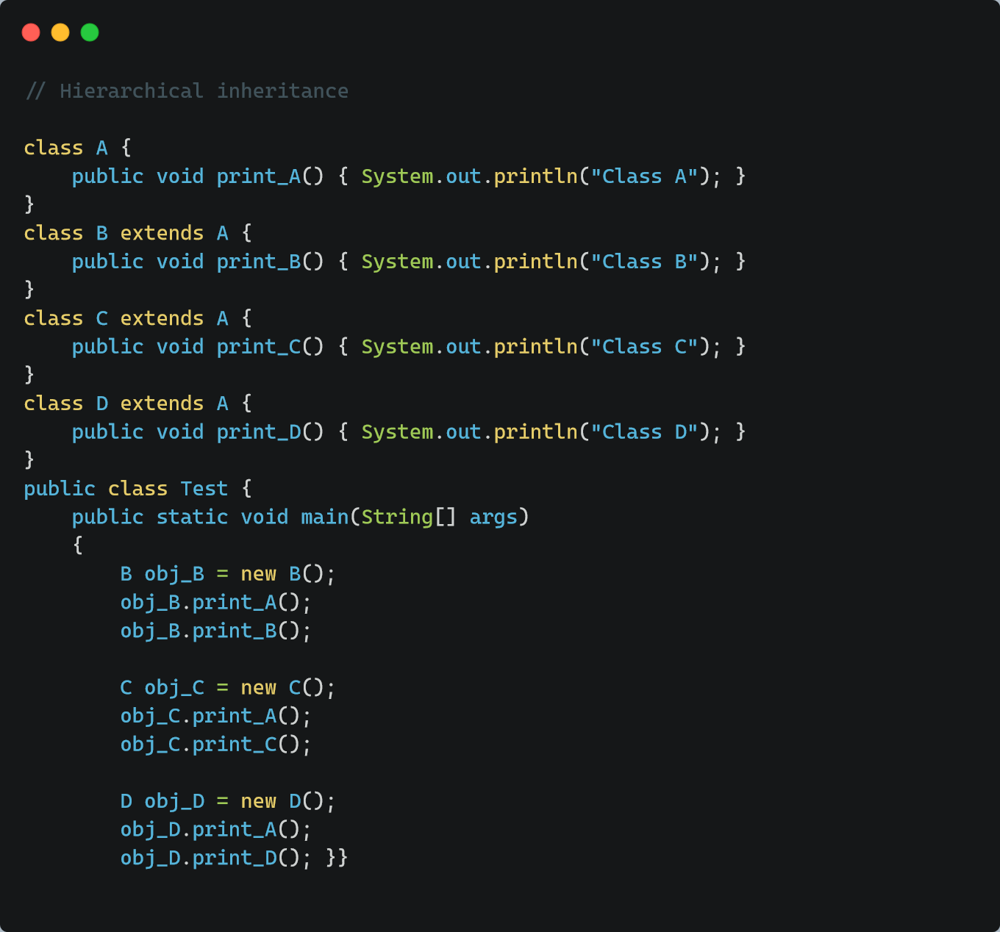 // Hierarchical inheritance
class A {
    public void print_A() { System.out.println("Class A"); }
}
class B extends A {
    public void print_B() { System.out.println("Class B"); }
}
class C extends A {
    public void print_C() { System.out.println("Class C"); }
}
class D extends A {
    public void print_D() { System.out.println("Class D"); }
}
public class Test {
    public static void main(String[] args)
    {
        B obj_B = new B();
        obj_B.print_A();
        obj_B.print_B();

        C obj_C = new C();
        obj_C.print_A();
        obj_C.print_C();

        D obj_D = new D();
        obj_D.print_A();
        obj_D.print_D(); }}